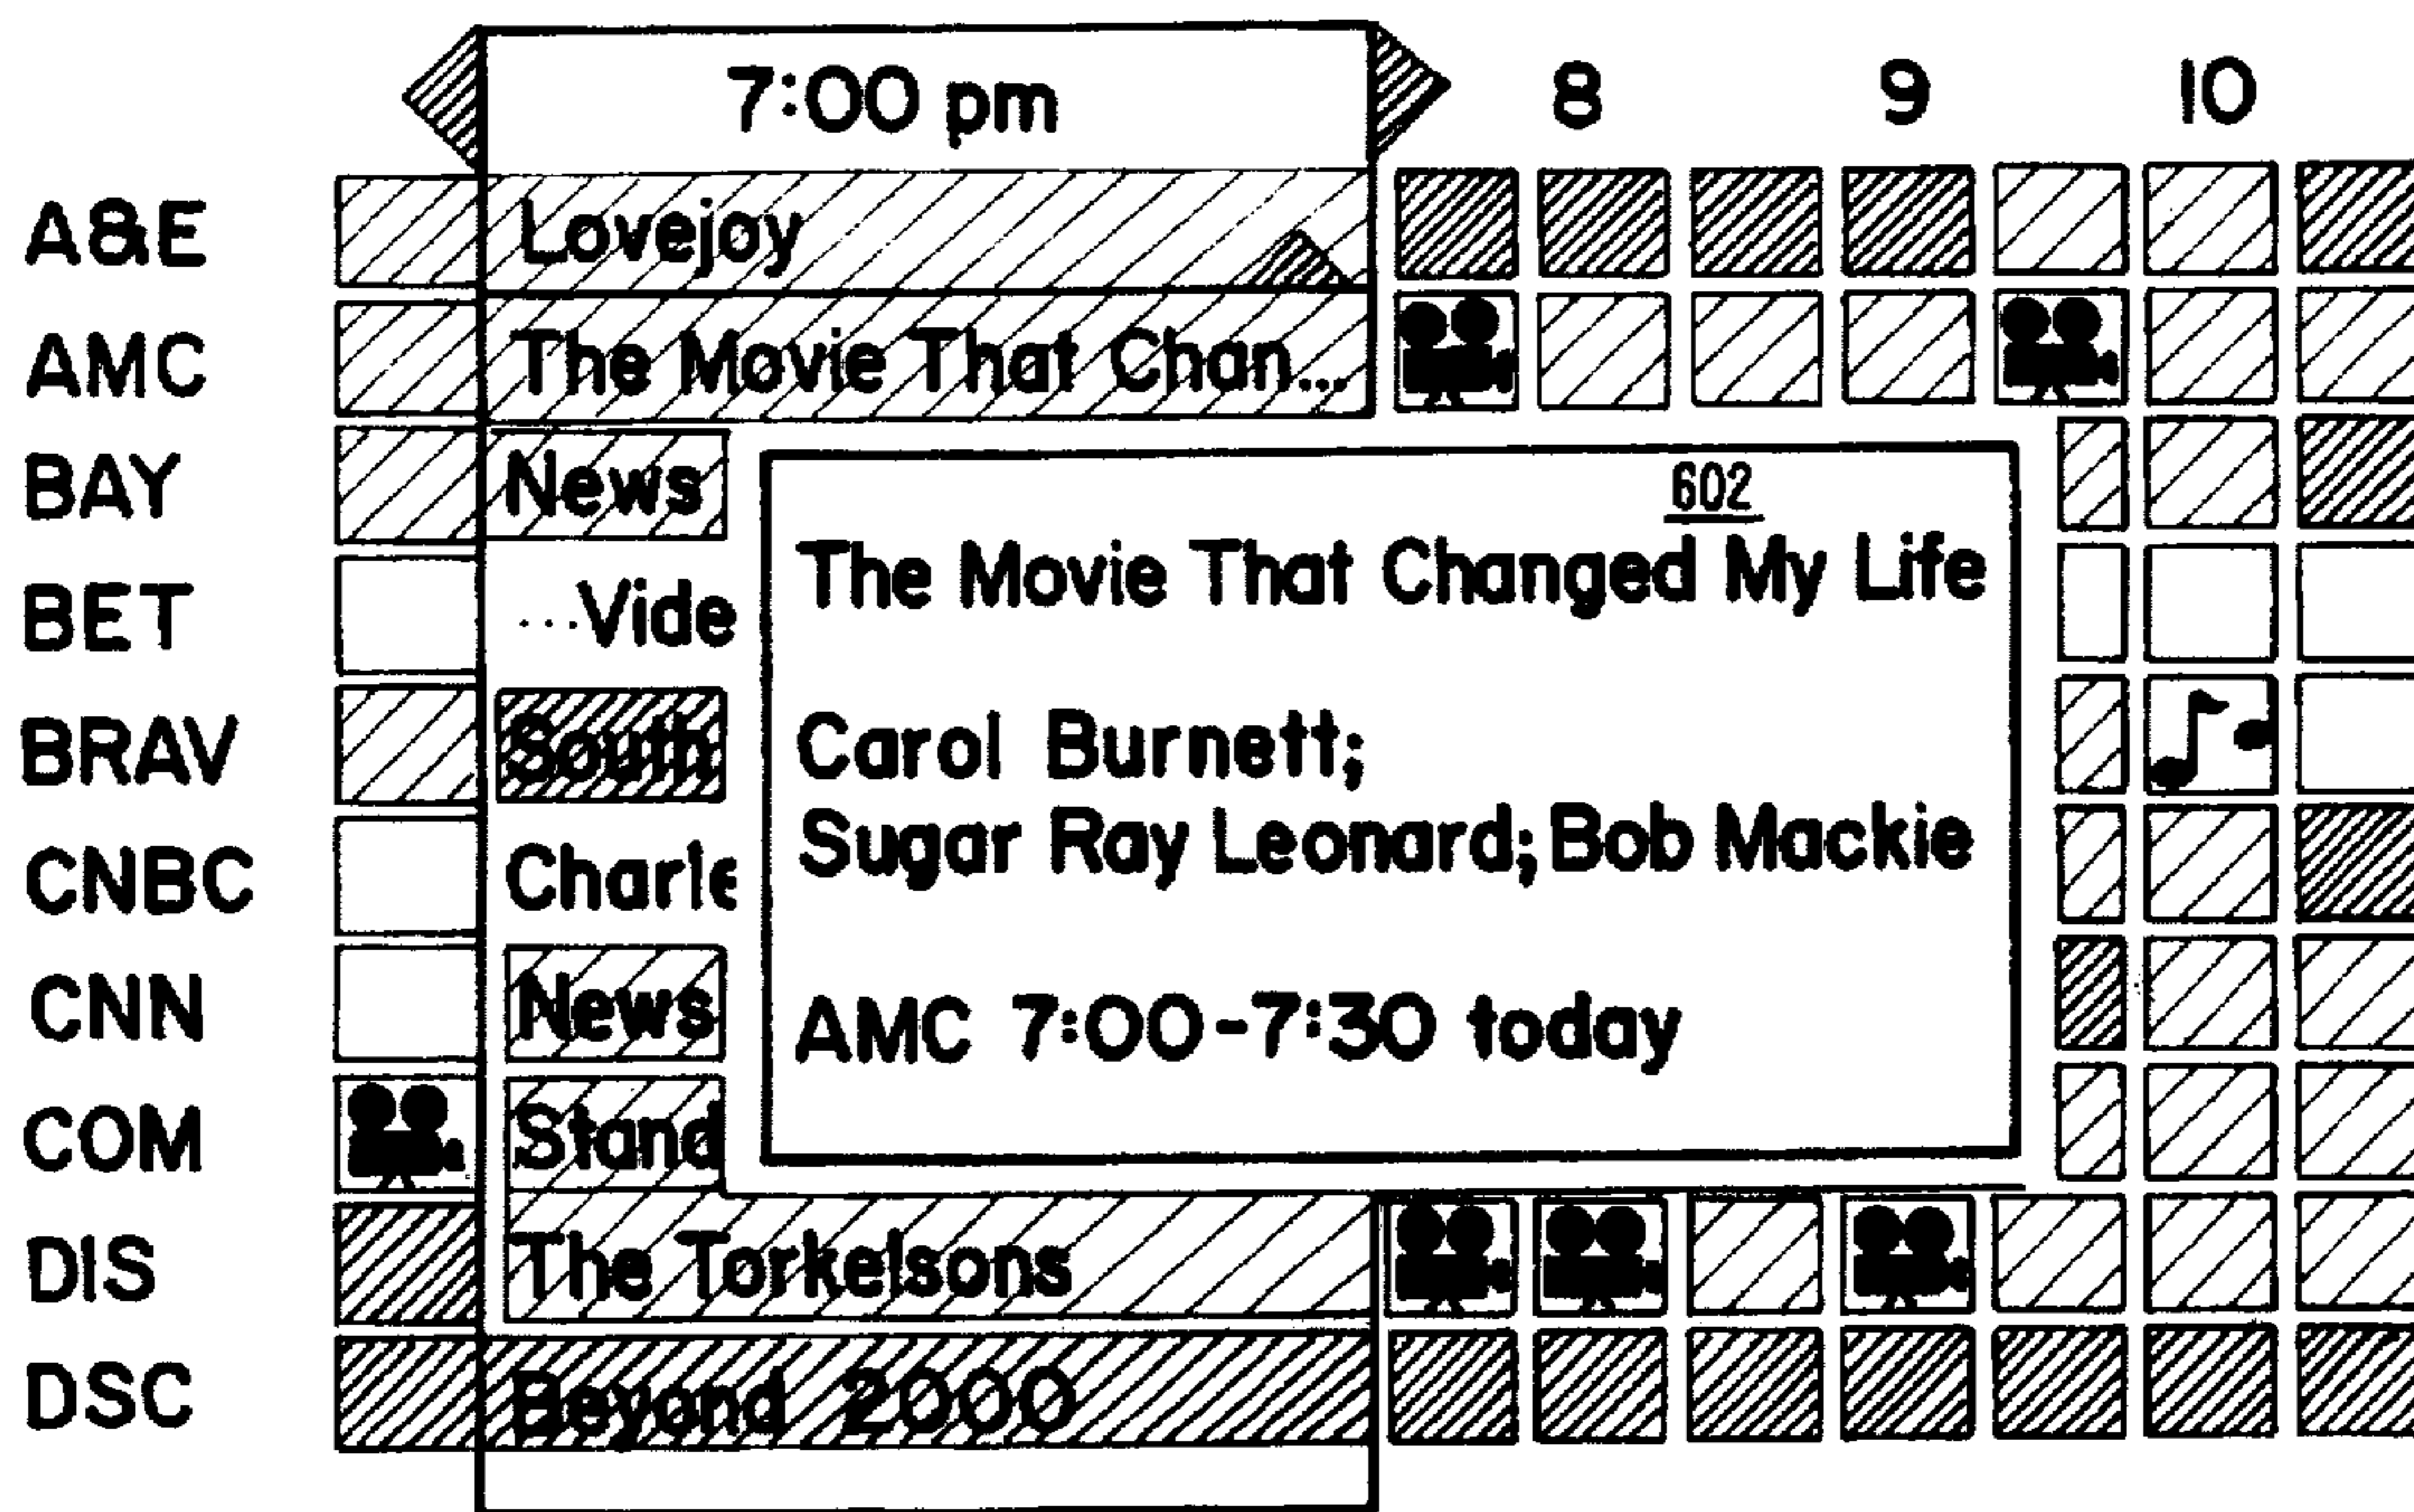 7:00 pm 8 9 10
A&E Lovejoy
AMC The Movie That Chan...
BAY News
602
The Movie That Changed My Life
BET ...Vide
BRAV South
Carol Burnett;
Sugar Ray Leonard; Bob Mackie
CNBC Charle
CNN News
AMC 7:00-7:30 today
COM Stand
DIS The Torkelsons
DSC Beyond 2000